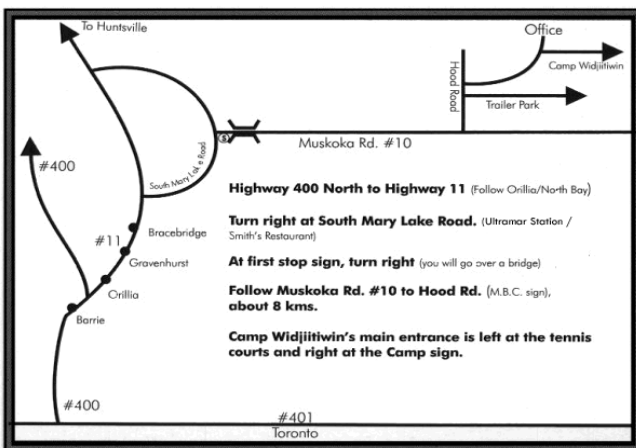 To Huntsville
Office
Camp Widjiitiwin
Hood Road
Trailer Park
Muskoka Rd. #10
#400
South Mary Lake Road
S
Highway 400 North to Highway 11 (Follow Orillia/North Bay)
Turn right at South Mary Lake Road. (Ultramar Station /
Smith's Restaurant)
#11
Bracebridge
Gravenhurst
At first stop sign, turn right (you will go over a bridge)
Orillia
Follow Muskoka Rd. #10 to Hood Rd. (M.B.C. sign),
about 8 kms.
Barrie
Camp Widjiitiwin's main entrance is left at the tennis
courts and right at the Camp sign.
#400
#401
Toronto